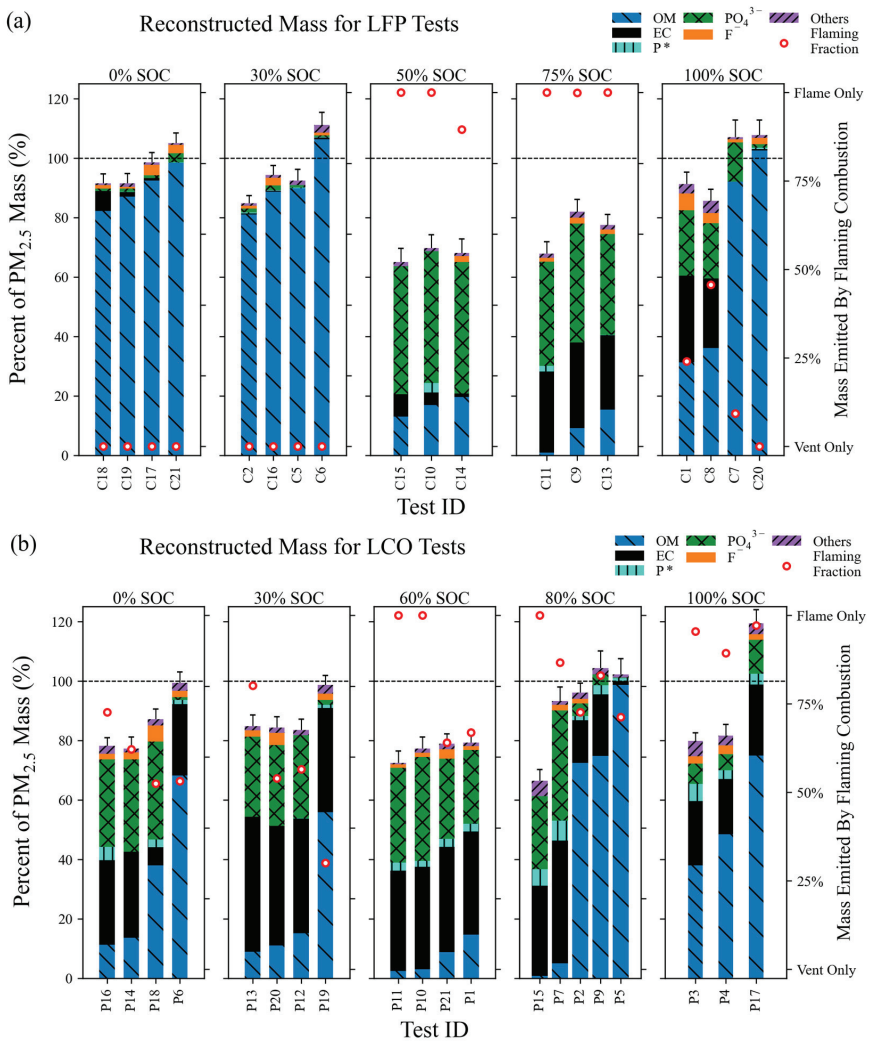 (a)
Reconstructed Mass for LFP Tests
OM
EC
P*
PO₄³⁻
F⁻
Others
Flaming
Fraction
0% SOC
30% SOC
50% SOC
75% SOC
100% SOC
Percent of PM₂.₅ Mass (%)
120
100
80
60
40
20
0
Flame Only
75%
50%
25%
Vent Only
Mass Emitted By Flaming Combustion
C18 C19 C17 C21 C2 C16 C5 C6 C15 C10 C14 C11 C9 C13 C1 C8 C7 C20
Test ID
(b)
Reconstructed Mass for LCO Tests
OM
EC
P*
PO₄³⁻
F⁻
Others
Flaming
Fraction
0% SOC
30% SOC
60% SOC
80% SOC
100% SOC
Percent of PM₂.₅ Mass (%)
120
100
80
60
40
20
0
Flame Only
75%
50%
25%
Vent Only
Mass Emitted By Flaming Combustion
P16 P14 P18 P6 P13 P20 P12 P19 P11 P10 P21 P1 P15 P7 P2 P9 P5 P3 P4 P17
Test ID